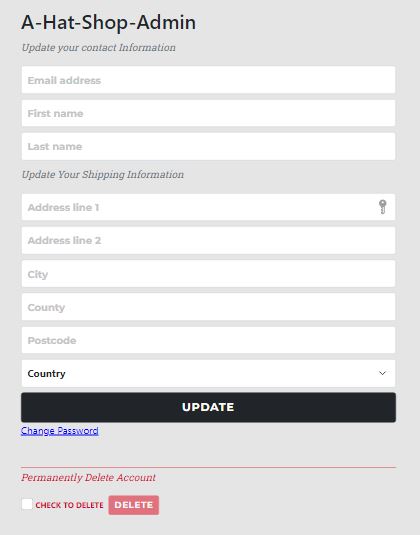 A-Hat-Shop-Admin
Update your contact Information
Email address
First name
Last name
Update Your Shipping Information
Address line 1
Address line 2
City
County
Postcode
Country
UPDATE
Change Password
Permanently Delete Account
CHECK TO DELETE DELETE